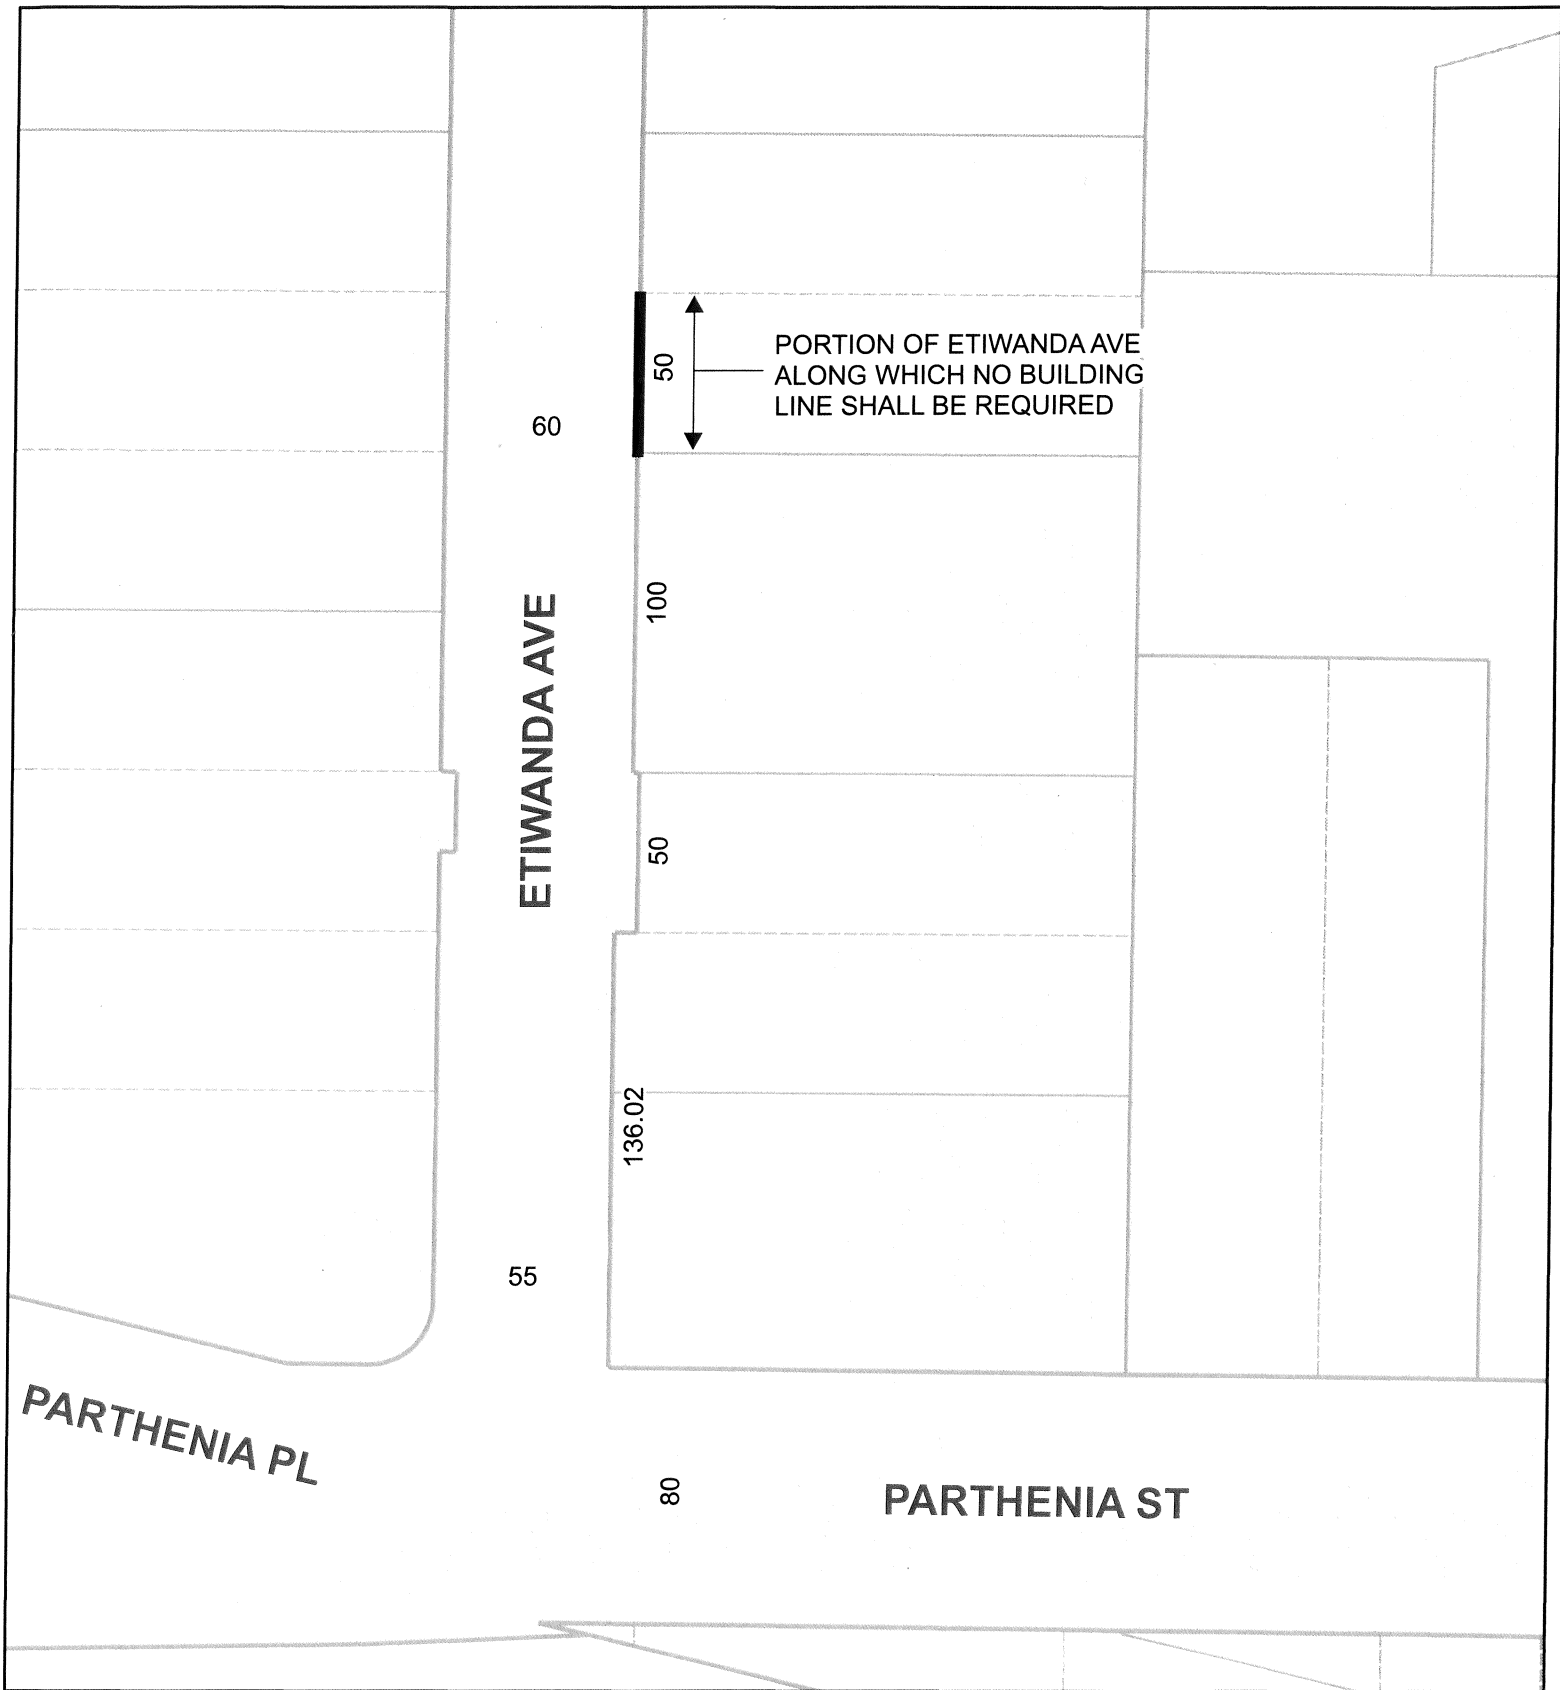 PORTION OF ETIWANDA AVE
ALONG WHICH NO BUILDING
LINE SHALL BE REQUIRED
50
60
100
ETIWANDA AVE
50
136.02
55
PARTHENIA PL
80
PARTHENIA ST